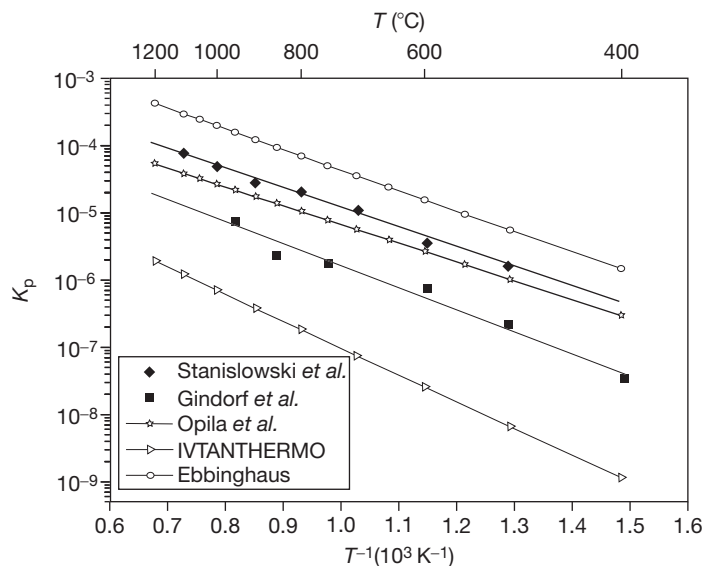 T (°C)
1200 1000 800 600 400
10⁻³
10⁻⁴
10⁻⁵
10⁻⁶
10⁻⁷
10⁻⁸
10⁻⁹
Kp
Stanislowski et al.
Gindorf et al.
Opila et al.
IVTANTHERMO
Ebbinghaus
0.6 0.7 0.8 0.9 1.0 1.1 1.2 1.3 1.4 1.5 1.6
T⁻¹(10³ K⁻¹)